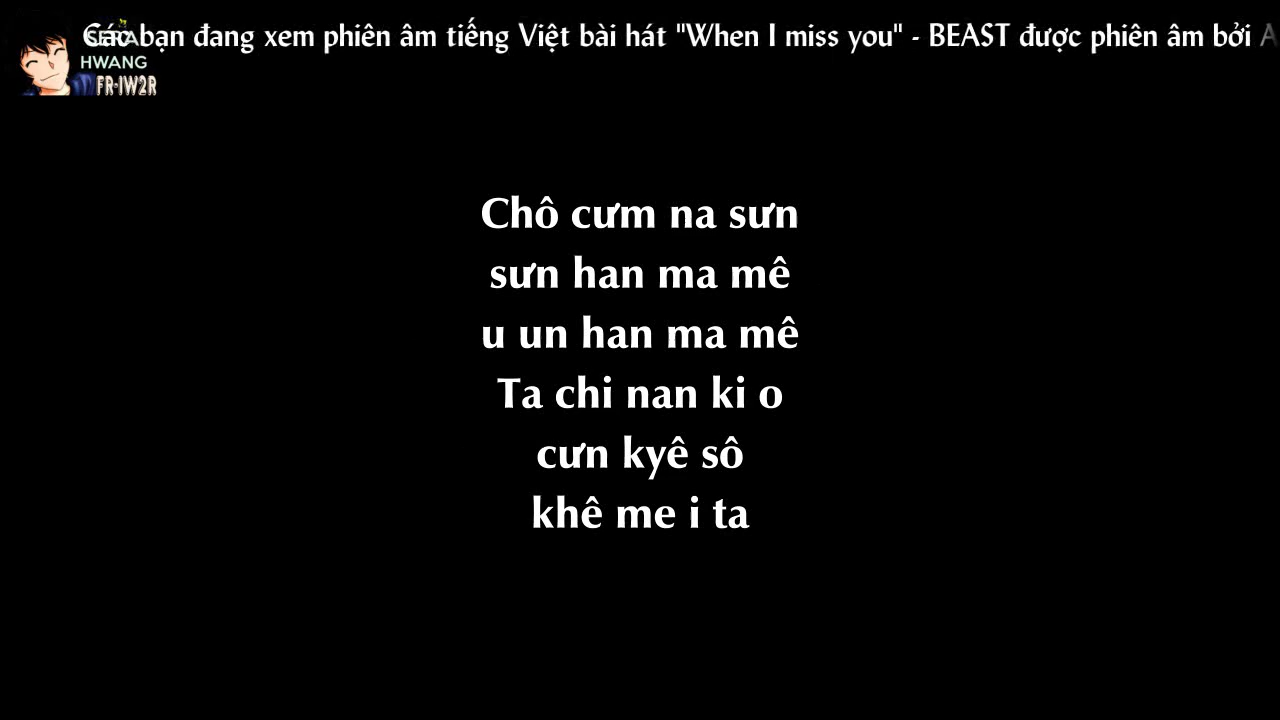 Các bạn đang xem phiên âm tiếng Việt bài hát "When I miss you" - BEAST được phiên âm bởi A
HWANG
FR-IW2R
Chô cưm na sưn
sưn han ma mê
u un han ma mê
Ta chi nan ki o
cưn kyê sô
khê me i ta